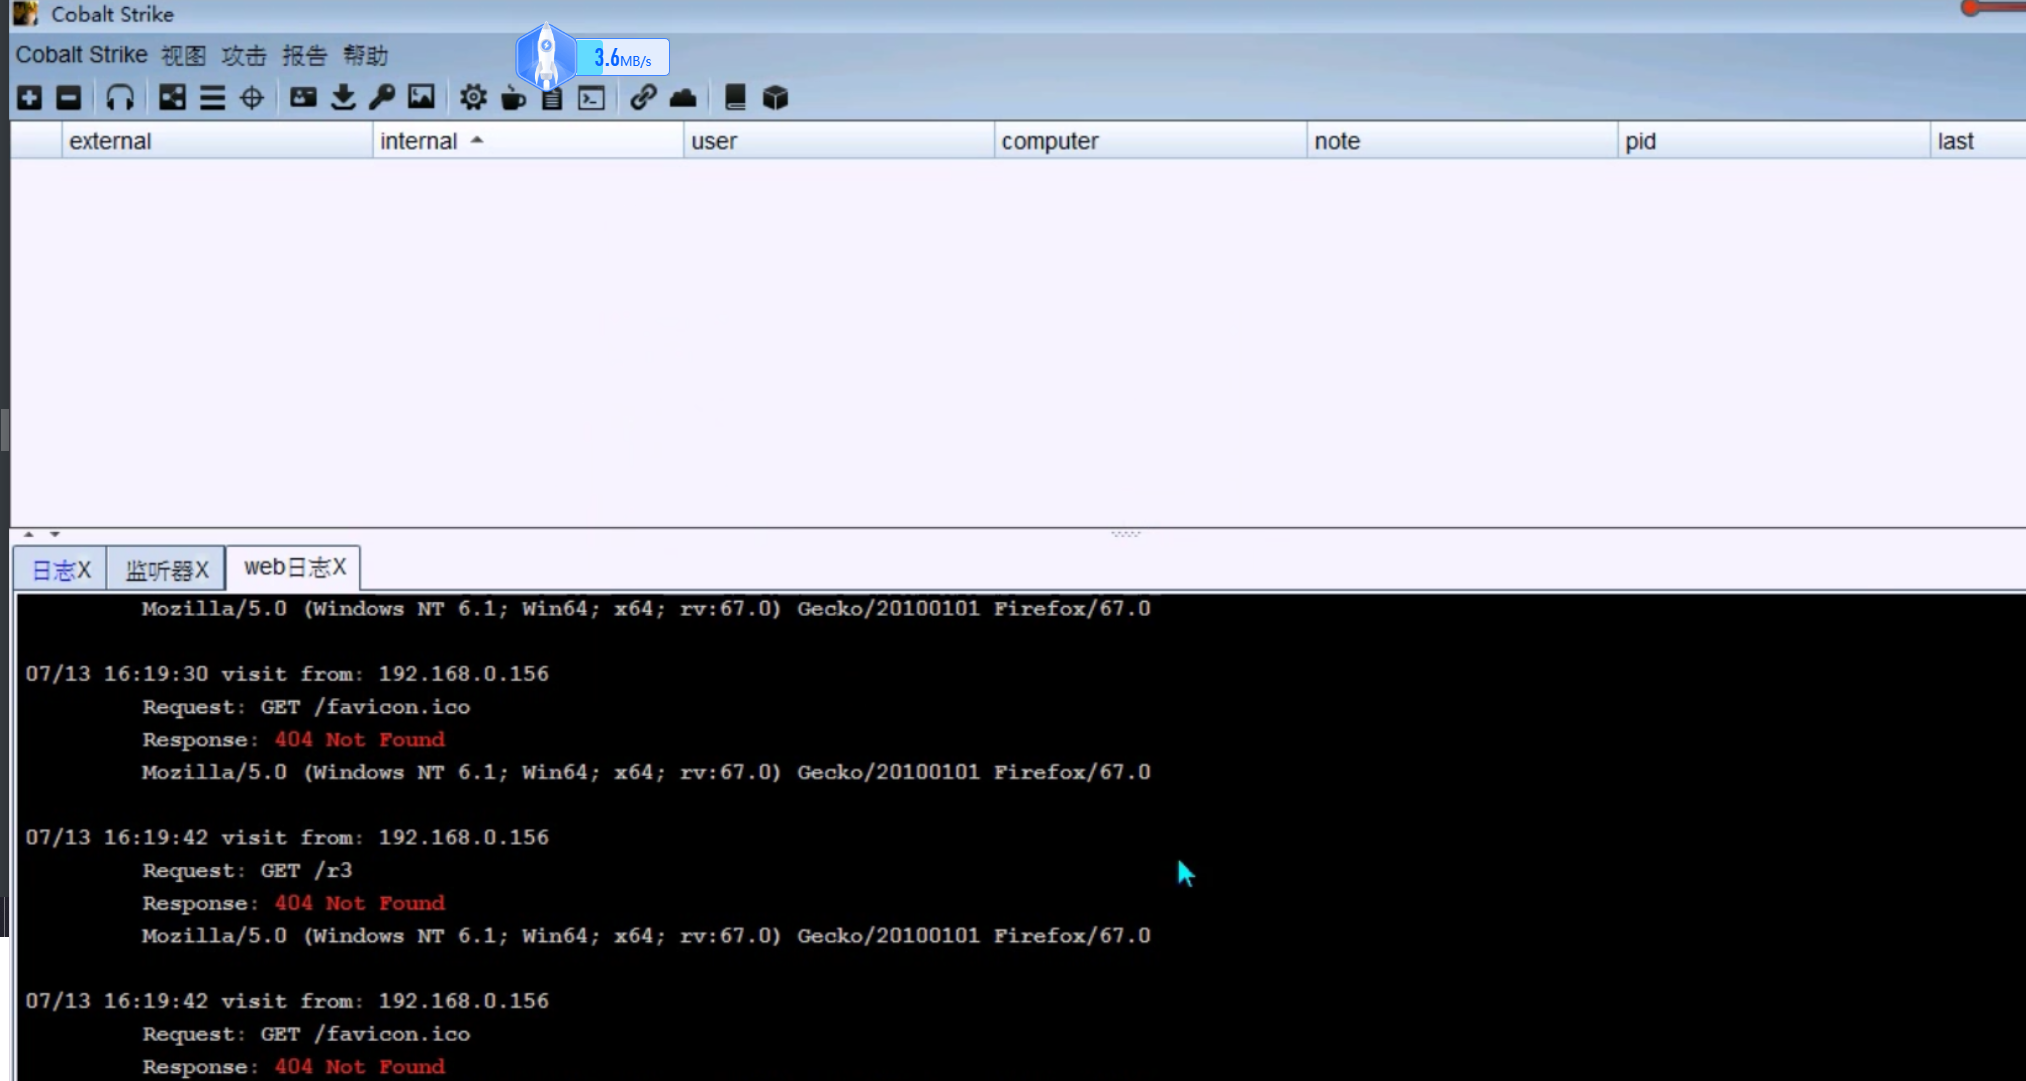 Cobalt Strike
Cobalt Strike 视图 攻击 报告 帮助
3.6MB/s
external internal user computer note pid last
日志X 监听器X web日志X
Mozilla/5.0 (Windows NT 6.1; Win64; x64; rv:67.0) Gecko/20100101 Firefox/67.0
07/13 16:19:30 visit from: 192.168.0.156
Request: GET /favicon.ico
Response: 404 Not Found
Mozilla/5.0 (Windows NT 6.1; Win64; x64; rv:67.0) Gecko/20100101 Firefox/67.0
07/13 16:19:42 visit from: 192.168.0.156
Request: GET /r3
Response: 404 Not Found
Mozilla/5.0 (Windows NT 6.1; Win64; x64; rv:67.0) Gecko/20100101 Firefox/67.0
07/13 16:19:42 visit from: 192.168.0.156
Request: GET /favicon.ico
Response: 404 Not Found